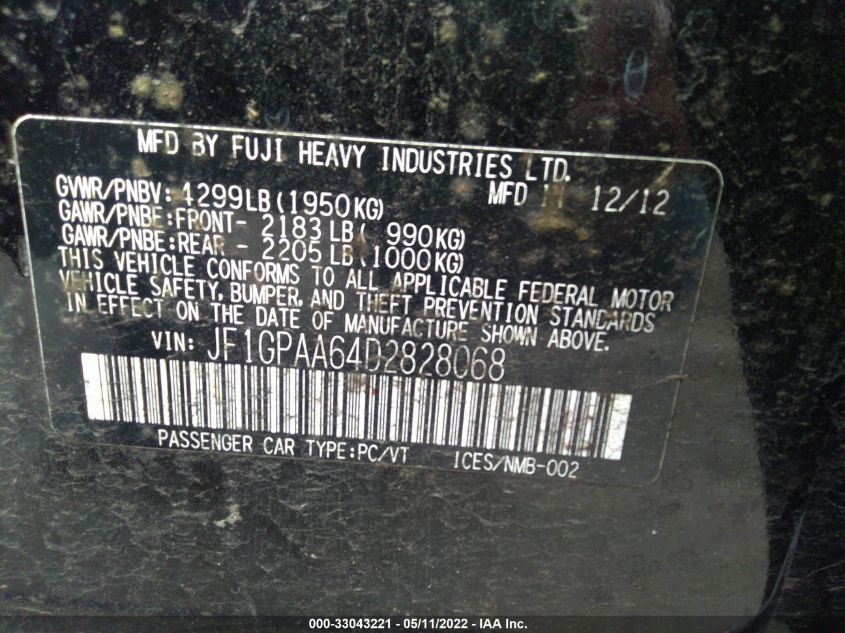 MFD BY FUJI HEAVY INDUSTRIES LTD.
MFD 12/12
GVWR/PNBV: 4299LB(1950KG)
GAWR/PNBE:FRONT- 2183LB( 990KG)
GAWR/PNBE:REAR - 2205LB(1000KG)
THIS VEHICLE CONFORMS TO ALL APPLICABLE FEDERAL MOTOR
VEHICLE SAFETY, BUMPER, AND THEFT PREVENTION STANDARDS
IN EFFECT ON THE DATE OF MANUFACTURE SHOWN ABOVE.
VIN: JF1GPAA64D2828068
PASSENGER CAR TYPE:PC/VT ICES/NMB-002
000-33043221 - 05/11/2022 - IAA Inc.